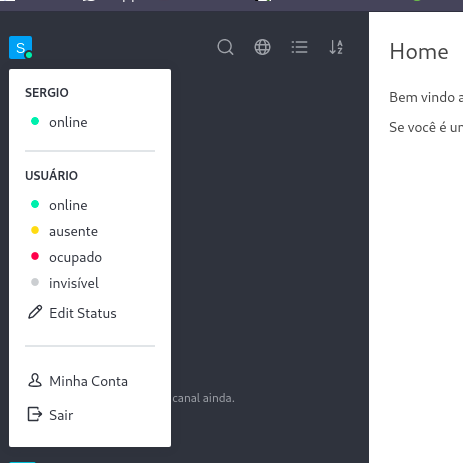 S
Home
SERGIO
online
Bem vindo a
Se você é u
USUÁRIO
online
ausente
ocupado
invisível
Edit Status
Minha Conta
canal ainda.
Sair